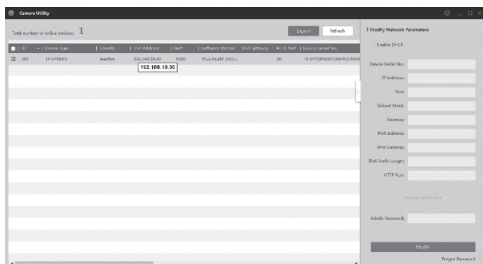 Camera Utility
Total number of online devices: 1
Export
Refresh
ID
Device Type
Security
IPv4 Address
Port
Software Version
IPv4 Gateway
HTTP Port
Device Serial No.
001
192.168.10.30
Modify Network Parameters
Enable DHCP
Device Serial No.:
IP Address:
Port:
Subnet Mask:
Gateway:
IPv6 Address:
IPv6 Gateway:
IPv6 Prefix Length:
HTTP Port:
Admin Password:
Modify
Forgot Password